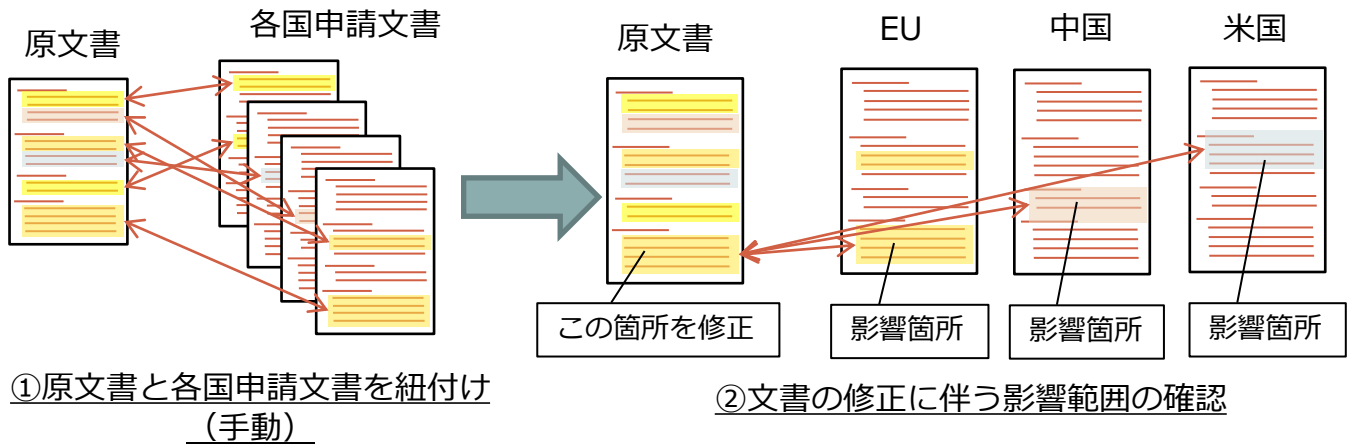 原文書
各国申請文書
原文書
EU
中国
米国
この箇所を修正
影響箇所
影響箇所
影響箇所
①原文書と各国申請文書を紐付け
（手動）
②文書の修正に伴う影響範囲の確認